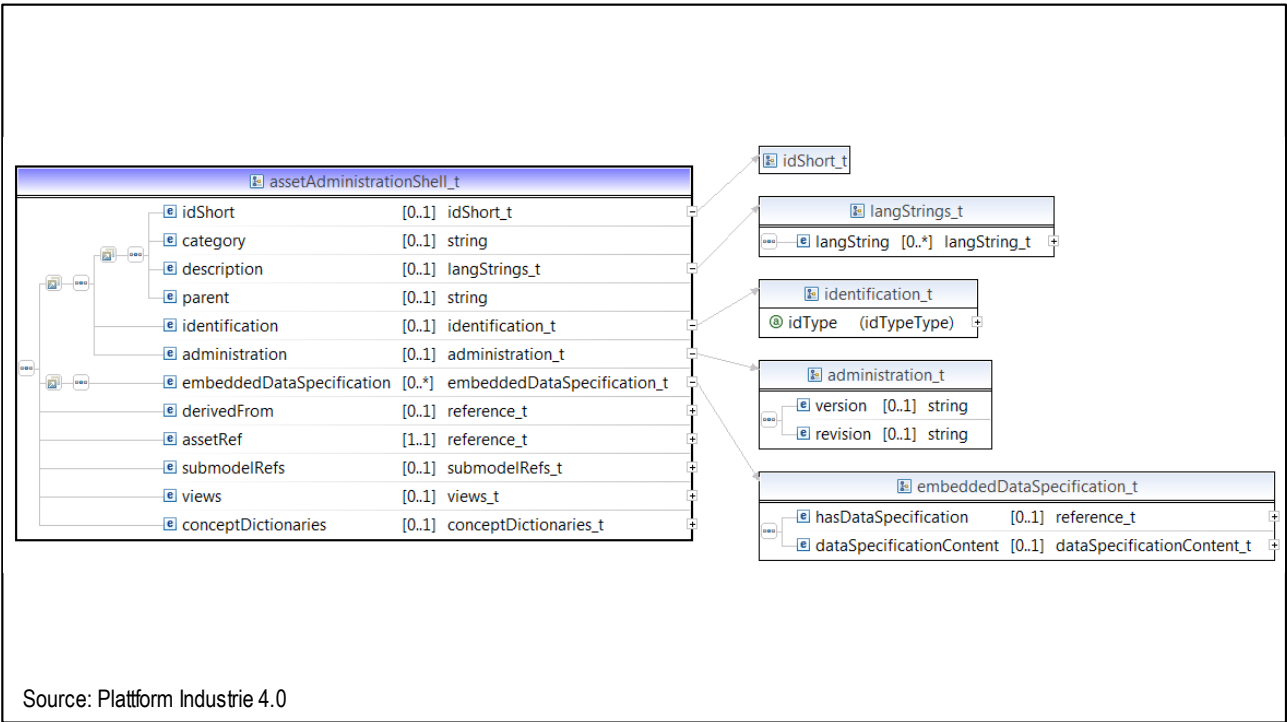 assetAdministrationShell_t
idShort [0..1] idShort_t
category [0..1] string
description [0..1] langStrings_t
parent [0..1] string
identification [0..1] identification_t
administration [0..1] administration_t
embeddedDataSpecification [0..*] embeddedDataSpecification_t
derivedFrom [0..1] reference_t
assetRef [1..1] reference_t
submodelRefs [0..1] submodelRefs_t
views [0..1] views_t
conceptDictionaries [0..1] conceptDictionaries_t
idShort_t
langStrings_t
langString [0..*] langString_t
identification_t
idType (idTypeType)
administration_t
version [0..1] string
revision [0..1] string
embeddedDataSpecification_t
hasDataSpecification [0..1] reference_t
dataSpecificationContent [0..1] dataSpecificationContent_t
Source: Plattform Industrie 4.0